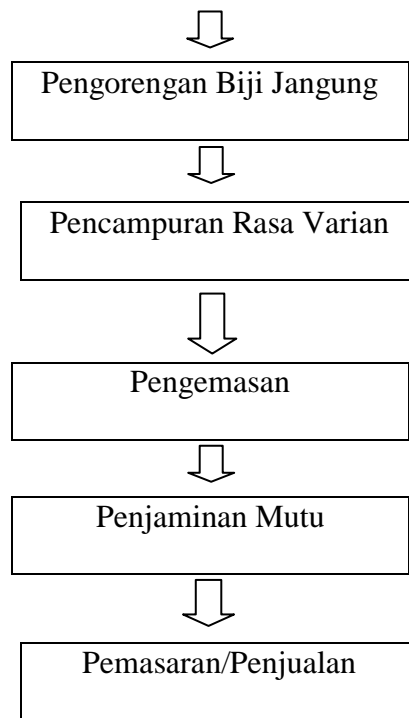 Pengorengan Biji Jangung
Pencampuran Rasa Varian
Pengemasan
Penjaminan Mutu
Pemasaran/Penjualan